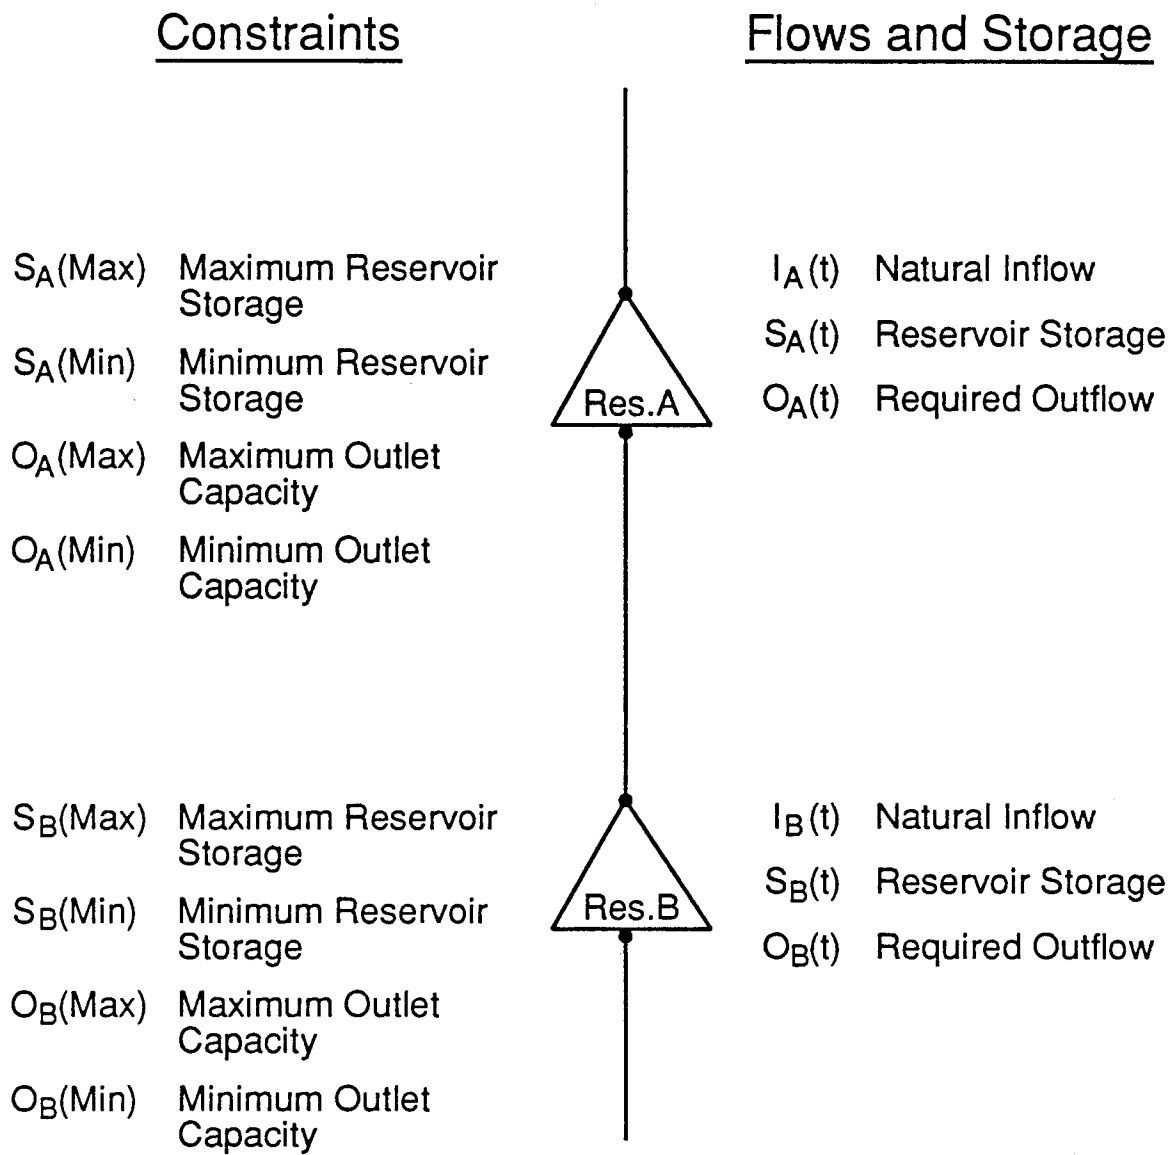 Constraints
Flows and Storage
S_A(Max) Maximum Reservoir
Storage
S_A(Min) Minimum Reservoir
Storage
O_A(Max) Maximum Outlet
Capacity
O_A(Min) Minimum Outlet
Capacity
Res.A
I_A(t) Natural Inflow
S_A(t) Reservoir Storage
O_A(t) Required Outflow
S_B(Max) Maximum Reservoir
Storage
S_B(Min) Minimum Reservoir
Storage
O_B(Max) Maximum Outlet
Capacity
O_B(Min) Minimum Outlet
Capacity
Res.B
I_B(t) Natural Inflow
S_B(t) Reservoir Storage
O_B(t) Required Outflow